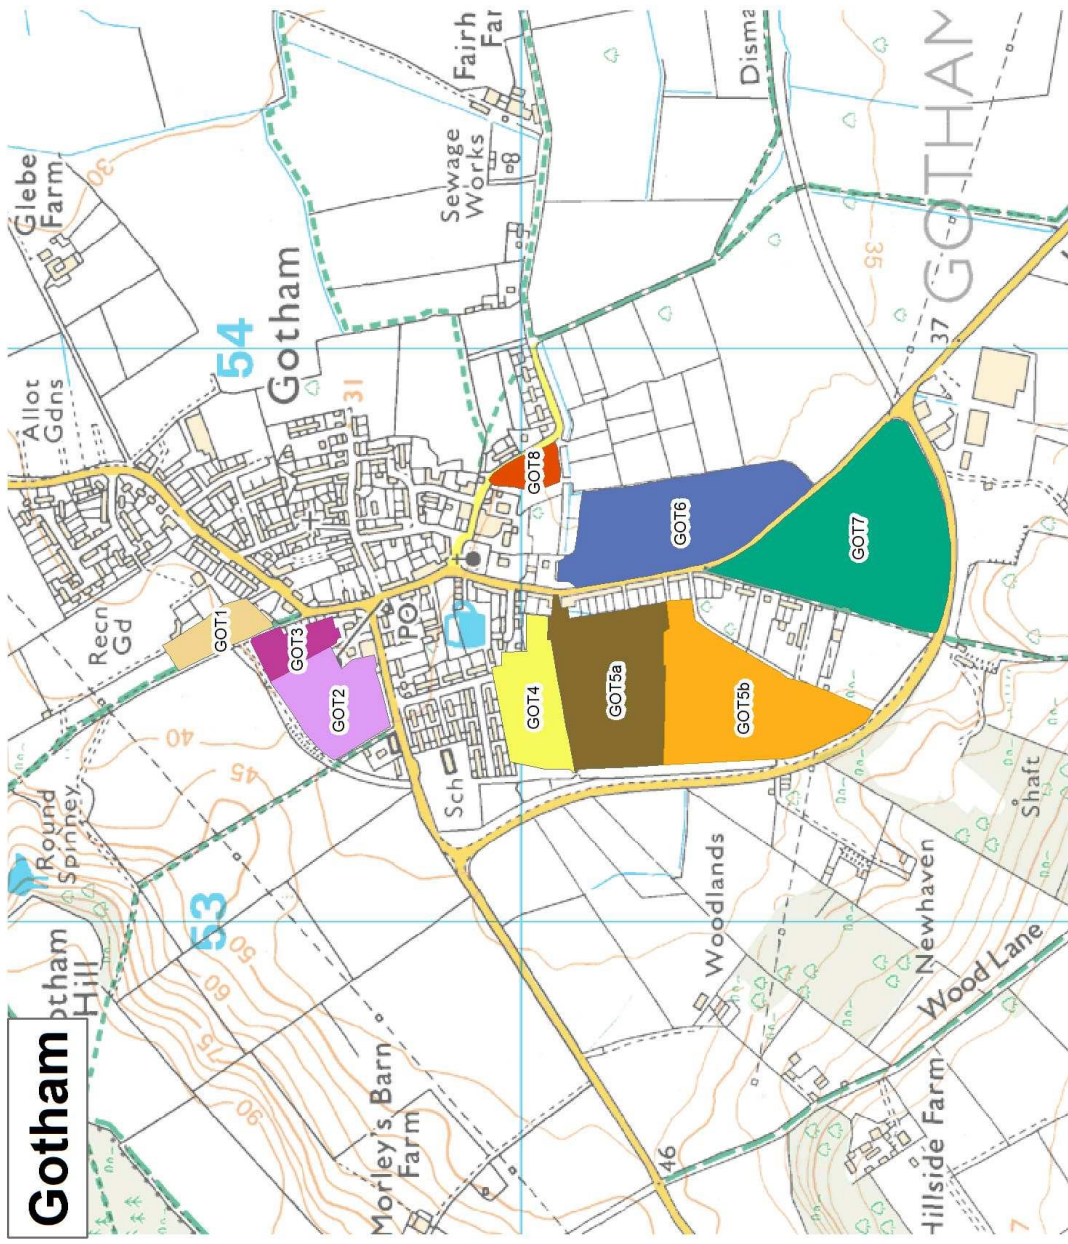 Gotham
Glebe
Farm
30
Allot
Gdns
54
Gotham
31
Fairh
Far
Sewage
Works
Disma
GOTHAM
35
37
Recn
Gd
GOT1
GOT3
GOT2
PO
GOT8
GOT4
GOT5a
GOT5b
GOT6
GOT7
Sch
40
45
Round
Spinney
53
50
60
75
90
otham
Hill
Morley's Barn
Farm
46
Woodlands
Newhaven
Shaft
Wood Lane
Hillside Farm
7